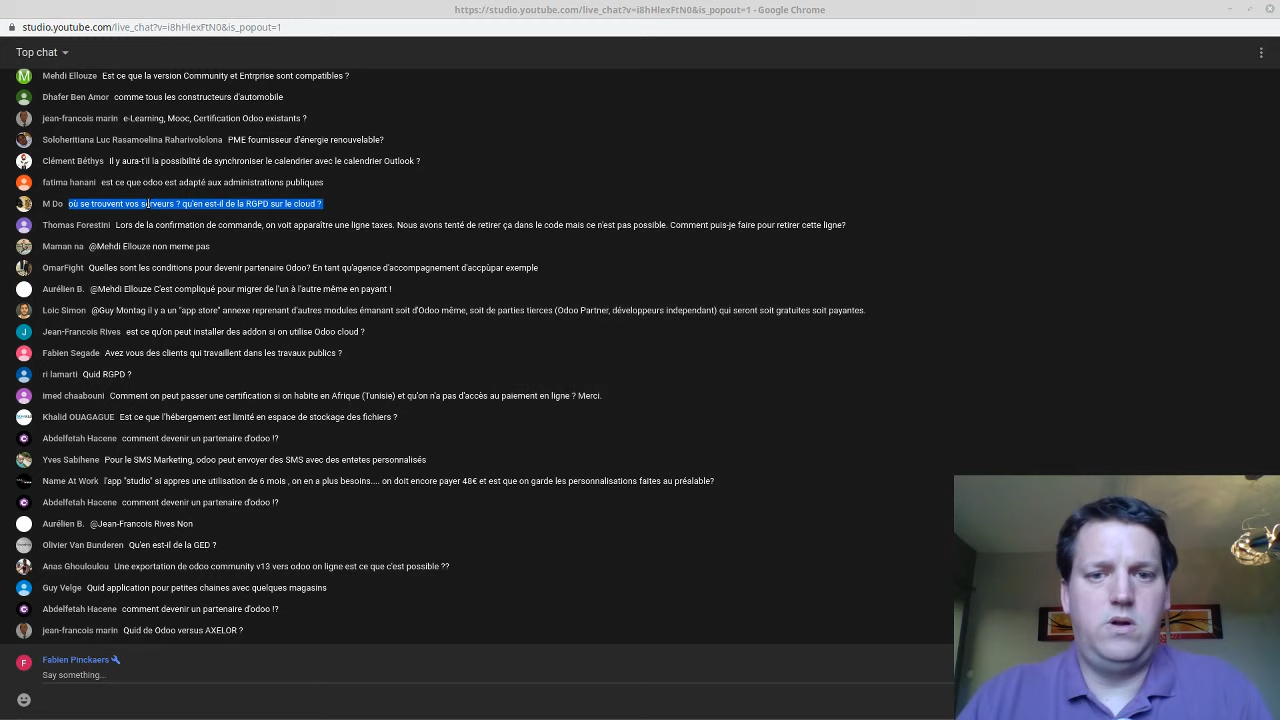 https://studio.youtube.com/live_chat?v=i8hHlexFtN0&is_popout=1 - Google Chrome
studio.youtube.com/live_chat?v=i8hHlexFtN0&is_popout=1
Top chat
Mehdi Ellouze Est ce que la version Community et Entrprise sont compatibles ?
Dhafer Ben Amor comme tous les constructeurs d'automobile
jean-francois marin e-Learning, Mooc, Certification Odoo existants ?
Soloheritiana Luc Rasamoelina Raharivololona PME fournisseur d'énergie renouvelable?
Clément Béthys Il y aura-t'il la possibilité de synchroniser le calendrier avec le calendrier Outlook ?
fatima hanani est ce que odoo est adapté aux administrations publiques
M Do où se trouvent vos serveurs ? qu'en est-il de la RGPD sur le cloud ?
Thomas Forestini Lors de la confirmation de commande, on voit apparaître une ligne taxes. Nous avons tenté de retirer ça dans le code mais ce n'est pas possible. Comment puis-je faire pour retirer cette ligne?
Maman na @Mehdi Ellouze non meme pas
OmarFight Quelles sont les conditions pour devenir partenaire Odoo? En tant qu'agence d'accompagnement d'accpùpar exemple
Aurélien B. @Mehdi Ellouze C'est compliqué pour migrer de l'un à l'autre même en payant !
Loic Simon @Guy Montag il y a un "app store" annexe reprenant d'autres modules émanant soit d'Odoo même, soit de parties tierces (Odoo Partner, développeurs independant) qui seront soit gratuites soit payantes.
Jean-Francois Rives est ce qu'on peut installer des addon si on utilise Odoo cloud ?
Fabien Segade Avez vous des clients qui travaillent dans les travaux publics ?
ri lamarti Quid RGPD ?
imed chaabouni Comment on peut passer une certification si on habite en Afrique (Tunisie) et qu'on n'a pas d'accès au paiement en ligne ? Merci.
Khalid OUAGAGUE Est ce que l'hébergement est limité en espace de stockage des fichiers ?
Abdelfetah Hacene comment devenir un partenaire d'odoo !?
Yves Sabihene Pour le SMS Marketing, odoo peut envoyer des SMS avec des entetes personnalisés
Name At Work l'app "studio" si appres une utilisation de 6 mois , on en a plus besoins.... on doit encore payer 48€ et est que on garde les personnalisations faites au préalable?
Abdelfetah Hacene comment devenir un partenaire d'odoo !?
Aurélien B. @Jean-Francois Rives Non
Olivier Van Bunderen Qu'en est-il de la GED ?
Anas Ghouloulou Une exportation de odoo community v13 vers odoo on ligne est ce que c'est possible ??
Guy Velge Quid application pour petites chaines avec quelques magasins
Abdelfetah Hacene comment devenir un partenaire d'odoo !?
jean-francois marin Quid de Odoo versus AXELOR ?
Fabien Pinckaers
Say something...